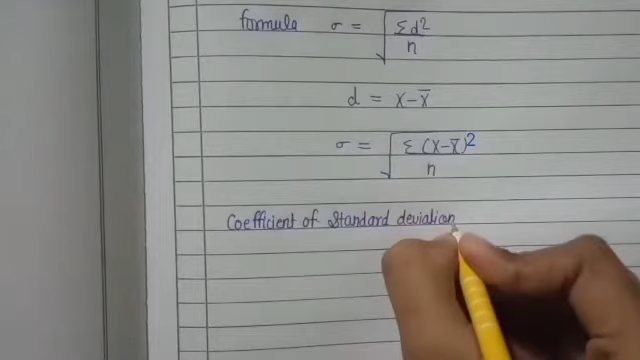 formula σ = √Σd²/n
d = x-x̄
σ = √Σ(x-x̄)²/n
Coefficient of Standard deviation